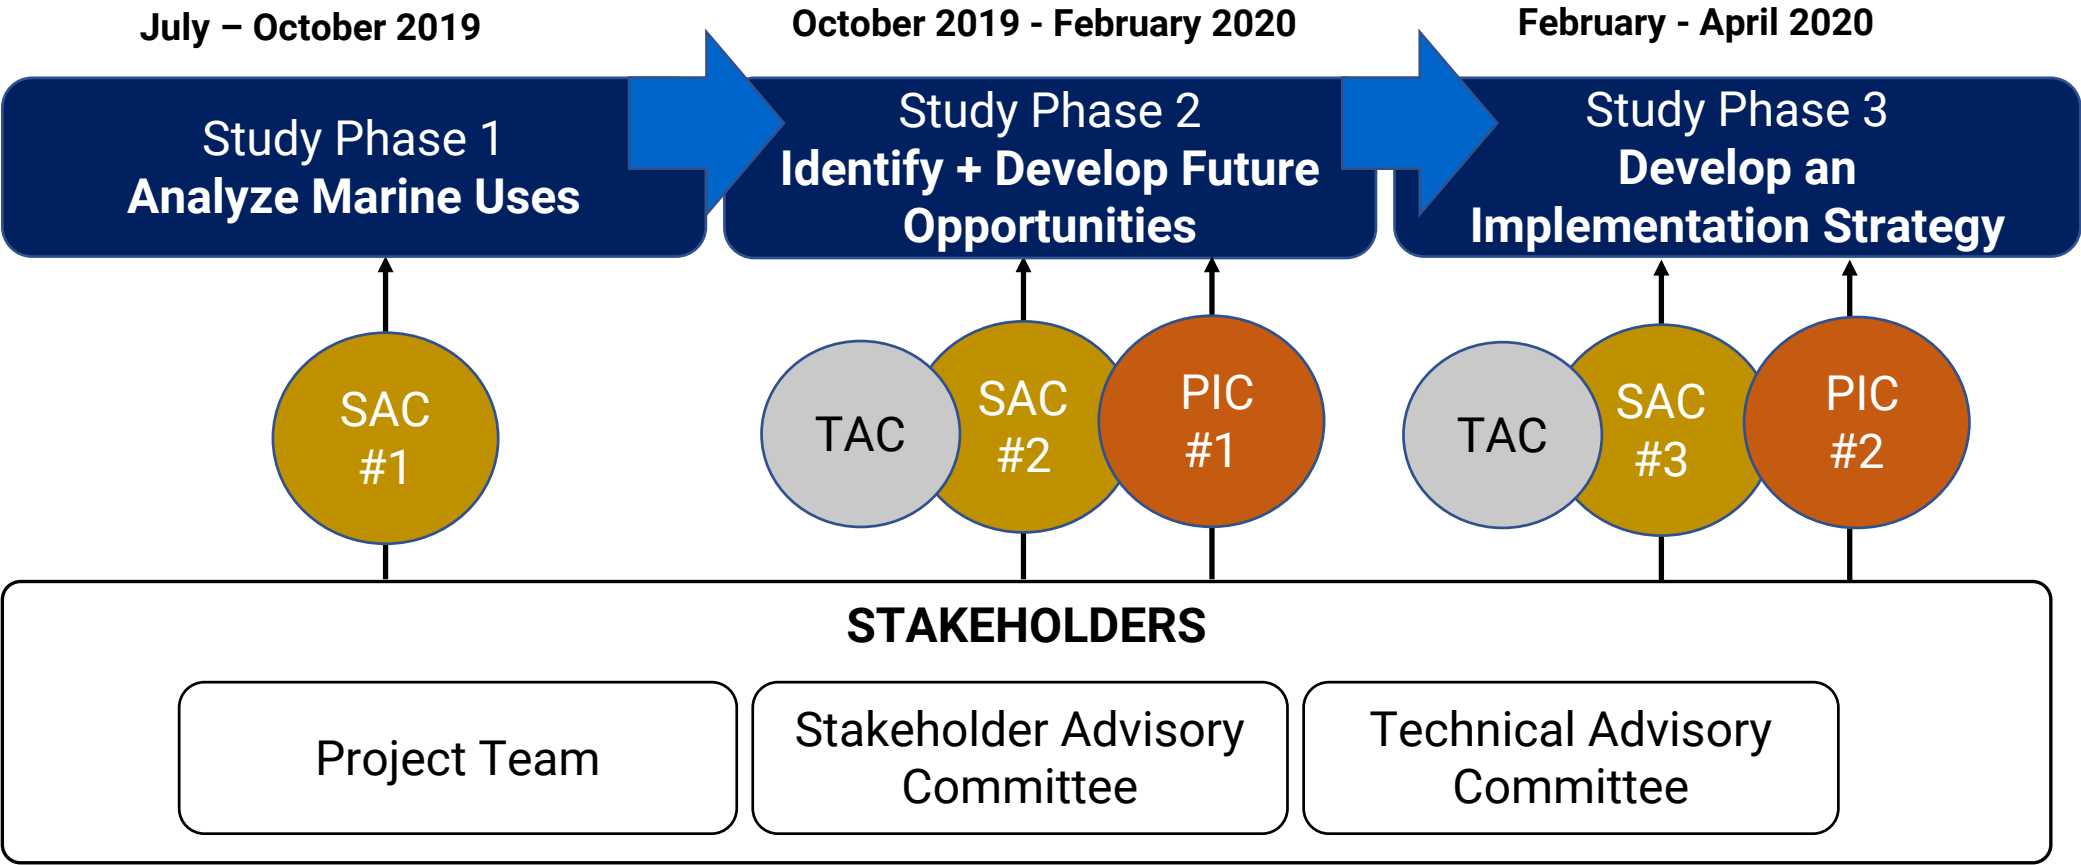 July – October 2019
October 2019 - February 2020
February - April 2020
Study Phase 1
Analyze Marine Uses
Study Phase 2
Identify + Develop Future
Opportunities
Study Phase 3
Develop an
Implementation Strategy
SAC
#1
TAC
SAC
#2
PIC
#1
TAC
SAC
#3
PIC
#2
STAKEHOLDERS
Project Team
Stakeholder Advisory
Committee
Technical Advisory
Committee